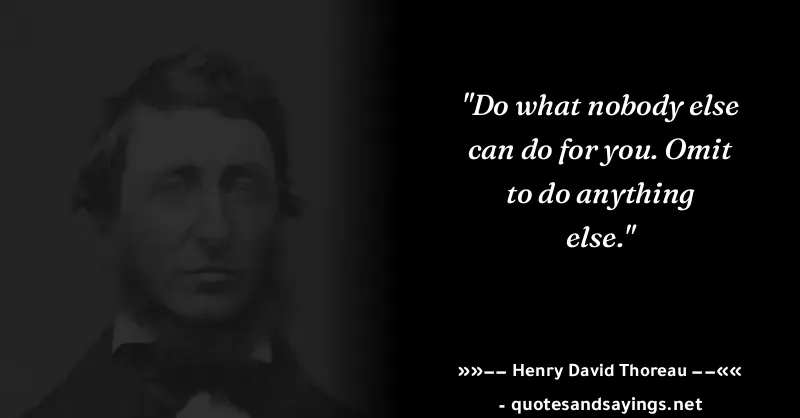 "Do what nobody else
can do for you. Omit
to do anything
else."
»»−− Henry David Thoreau −−««
- quotesandsayings.net